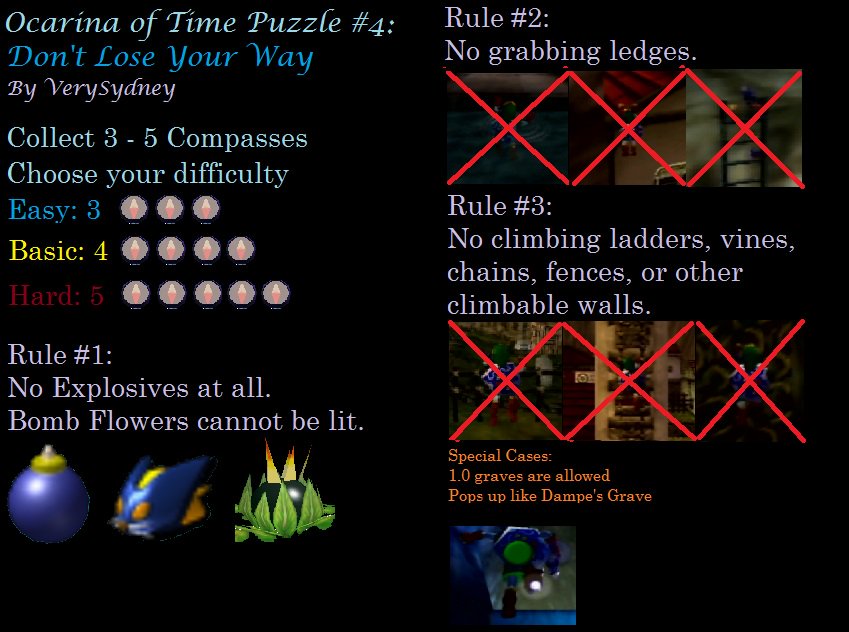 Ocarina of Time Puzzle #4:
Don't Lose Your Way
By VerySydney
Collect 3 - 5 Compasses
Choose your difficulty
Easy: 3
Basic: 4
Hard: 5
Rule #1:
No Explosives at all.
Bomb Flowers cannot be lit.
Rule #2:
No grabbing ledges.
Rule #3:
No climbing ladders, vines,
chains, fences, or other
climbable walls.
Special Cases:
1.0 graves are allowed
Pops up like Dampe's Grave